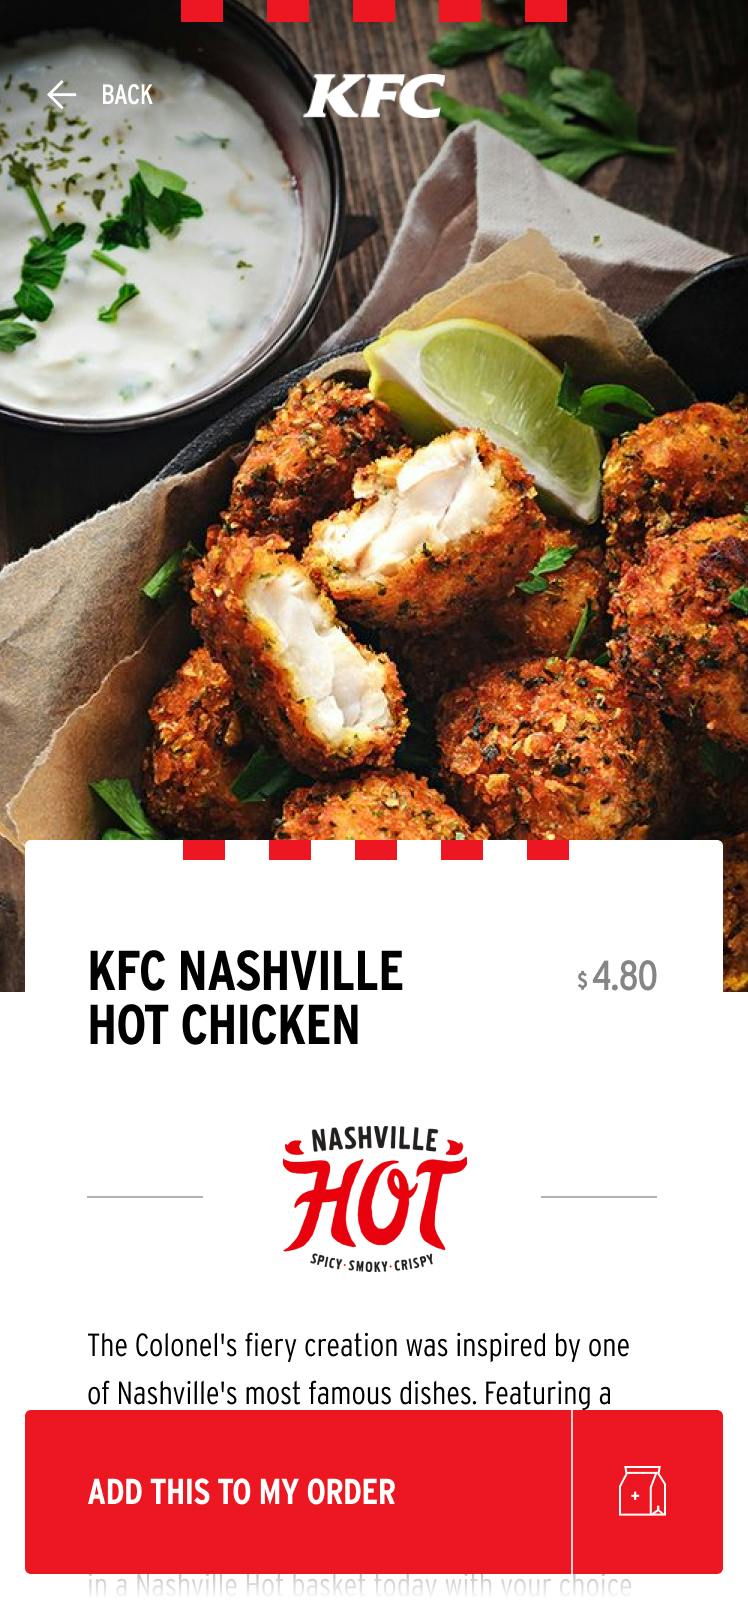 BACK
KFC
KFC NASHVILLE
HOT CHICKEN
$4.80
NASHVILLE
HOT
SPICY·SMOKY·CRISPY
The Colonel's fiery creation was inspired by one
of Nashville's most famous dishes. Featuring a
ADD THIS TO MY ORDER
in a Nashville Hot basket today with your choice